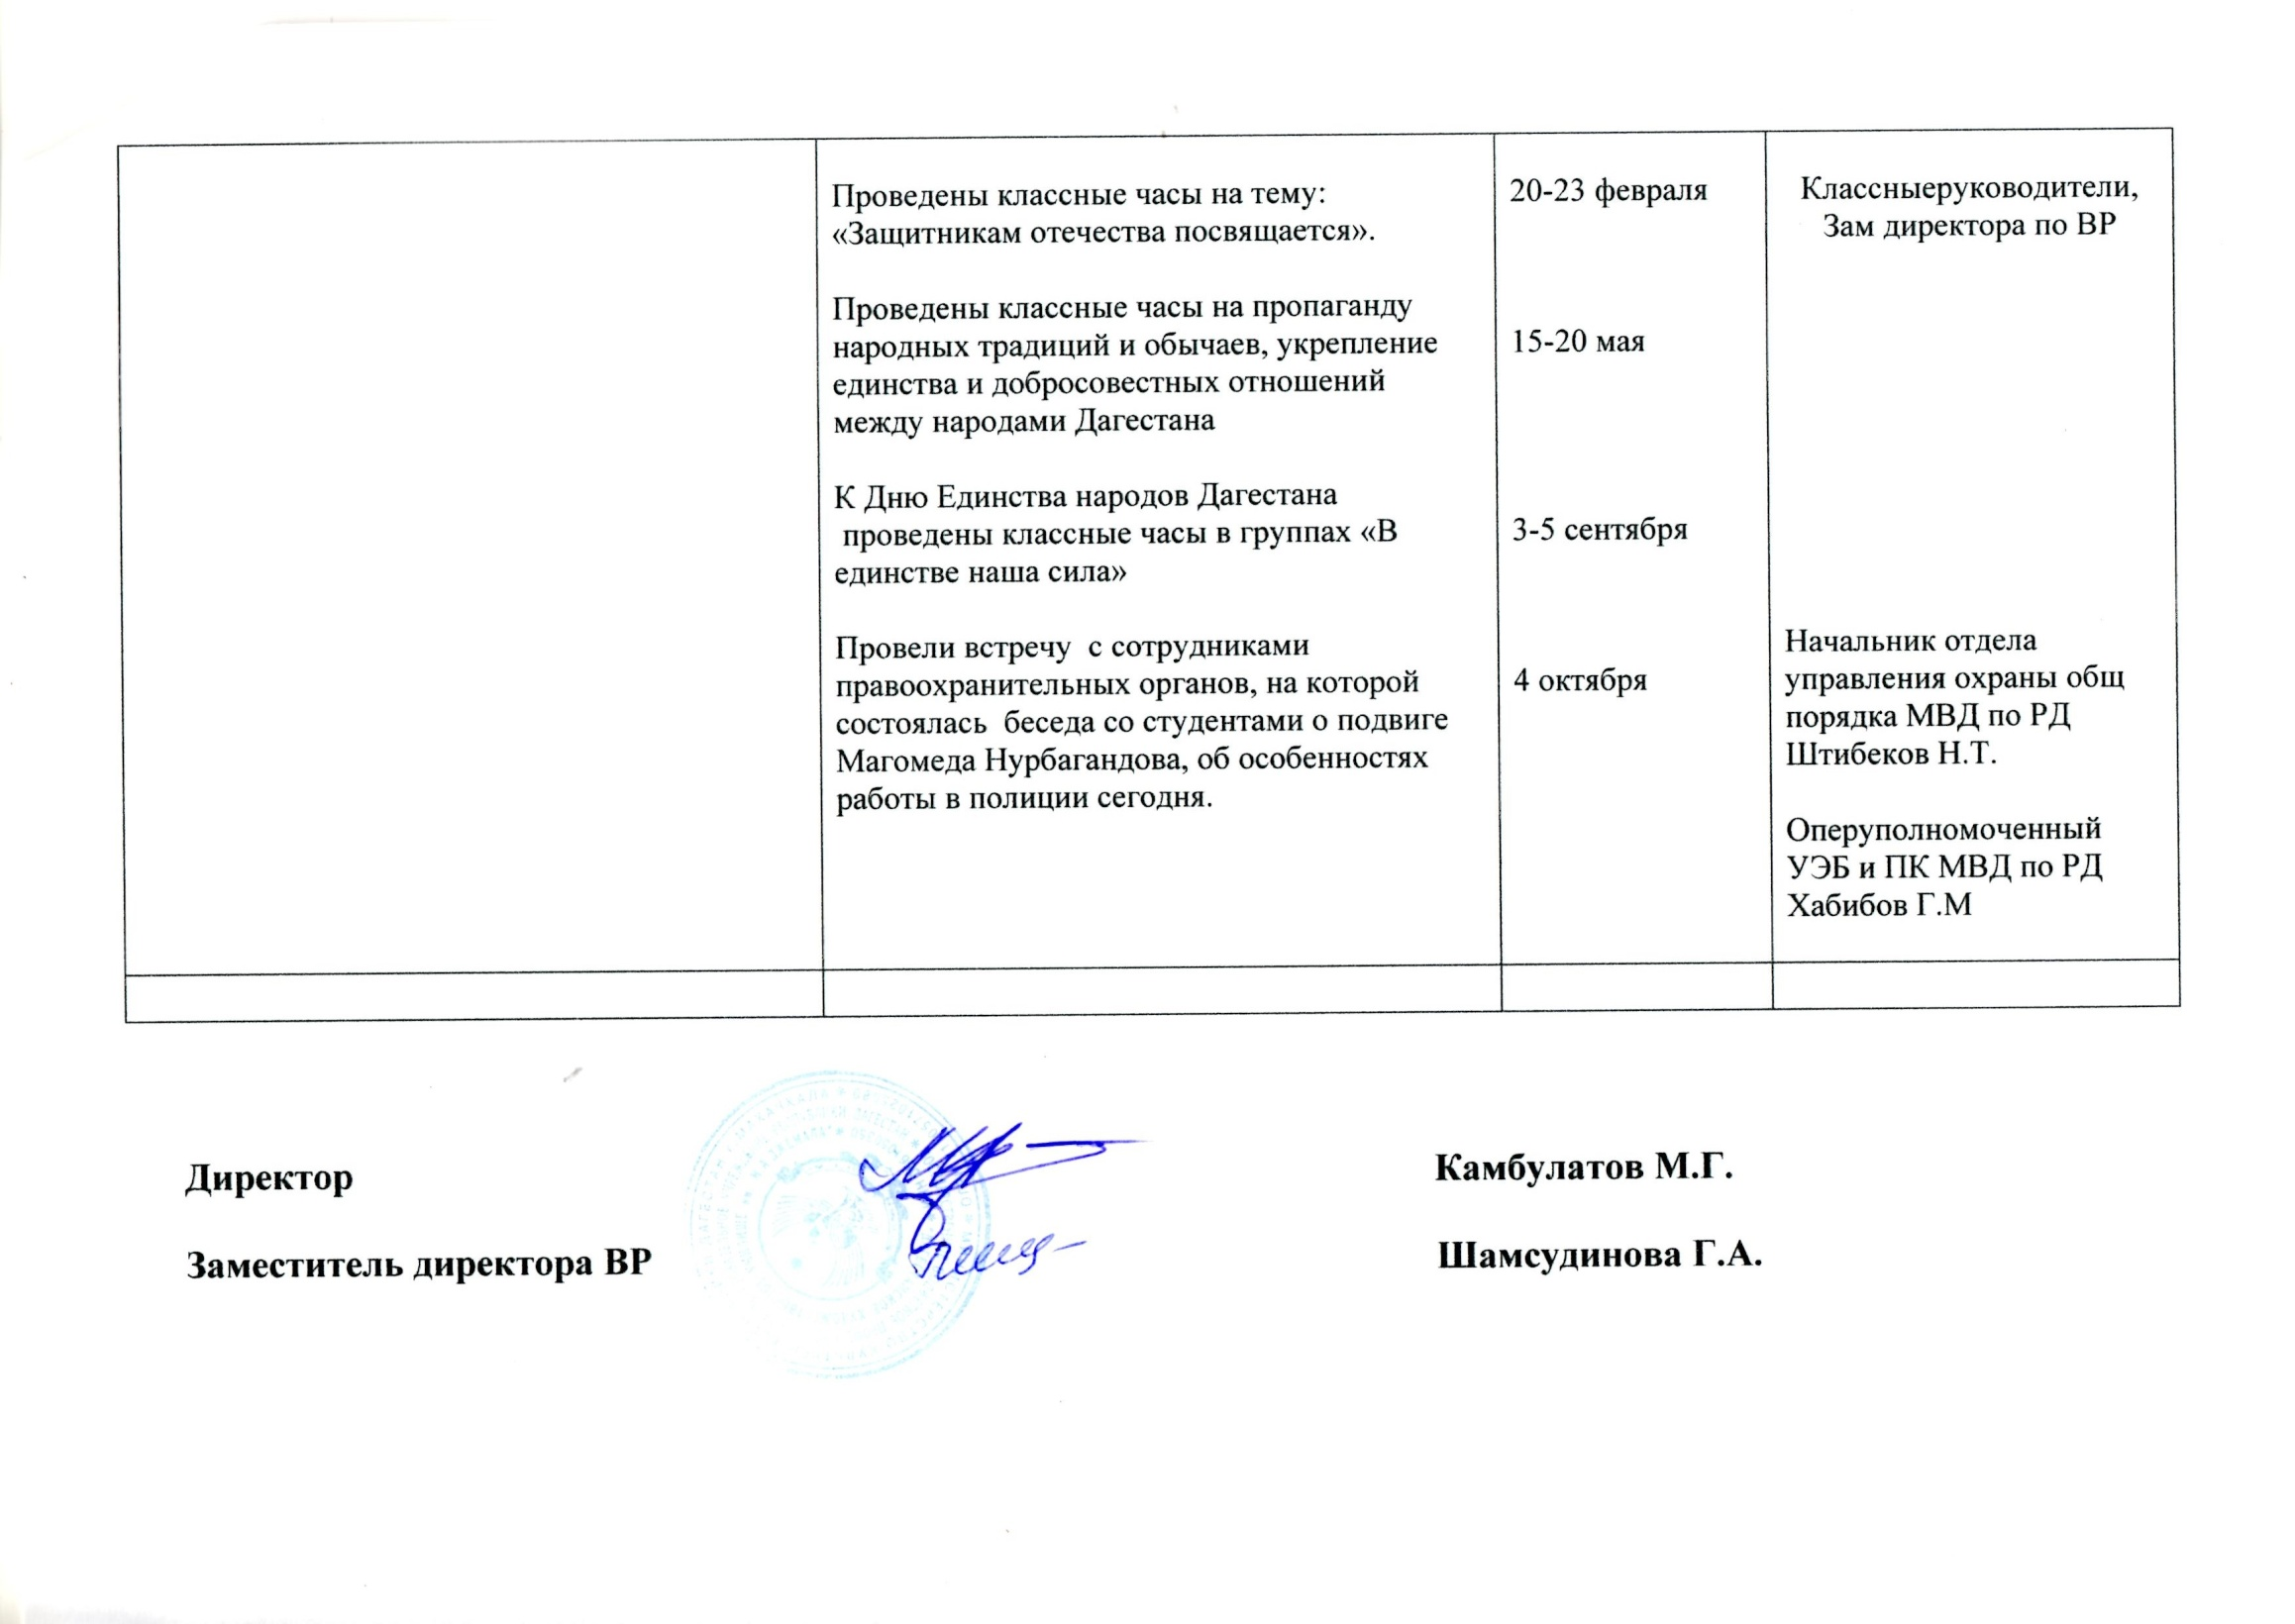 Проведены классные часы на тему:
«Защитникам отечества посвящается».
20-23 февраля
Классныеруководители,
Зам директора по ВР
Проведены классные часы на пропаганду
народных традиций и обычаев, укрепление
единства и добросовестных отношений
между народами Дагестана
15-20 мая
К Дню Единства народов Дагестана
проведены классные часы в группах «В
единстве наша сила»
3-5 сентября
Провели встречу с сотрудниками
правоохранительных органов, на которой
состоялась беседа со студентами о подвиге
Магомеда Нурбагандова, об особенностях
работы в полиции сегодня.
4 октября
Начальник отдела
управления охраны общ
порядка МВД по РД
Штибеков Н.Т.
Оперуполномоченный
УЭБ и ПК МВД по РД
Хабибов Г.М
Директор
Камбулатов М.Г.
Заместитель директора ВР
Шамсудинова Г.А.